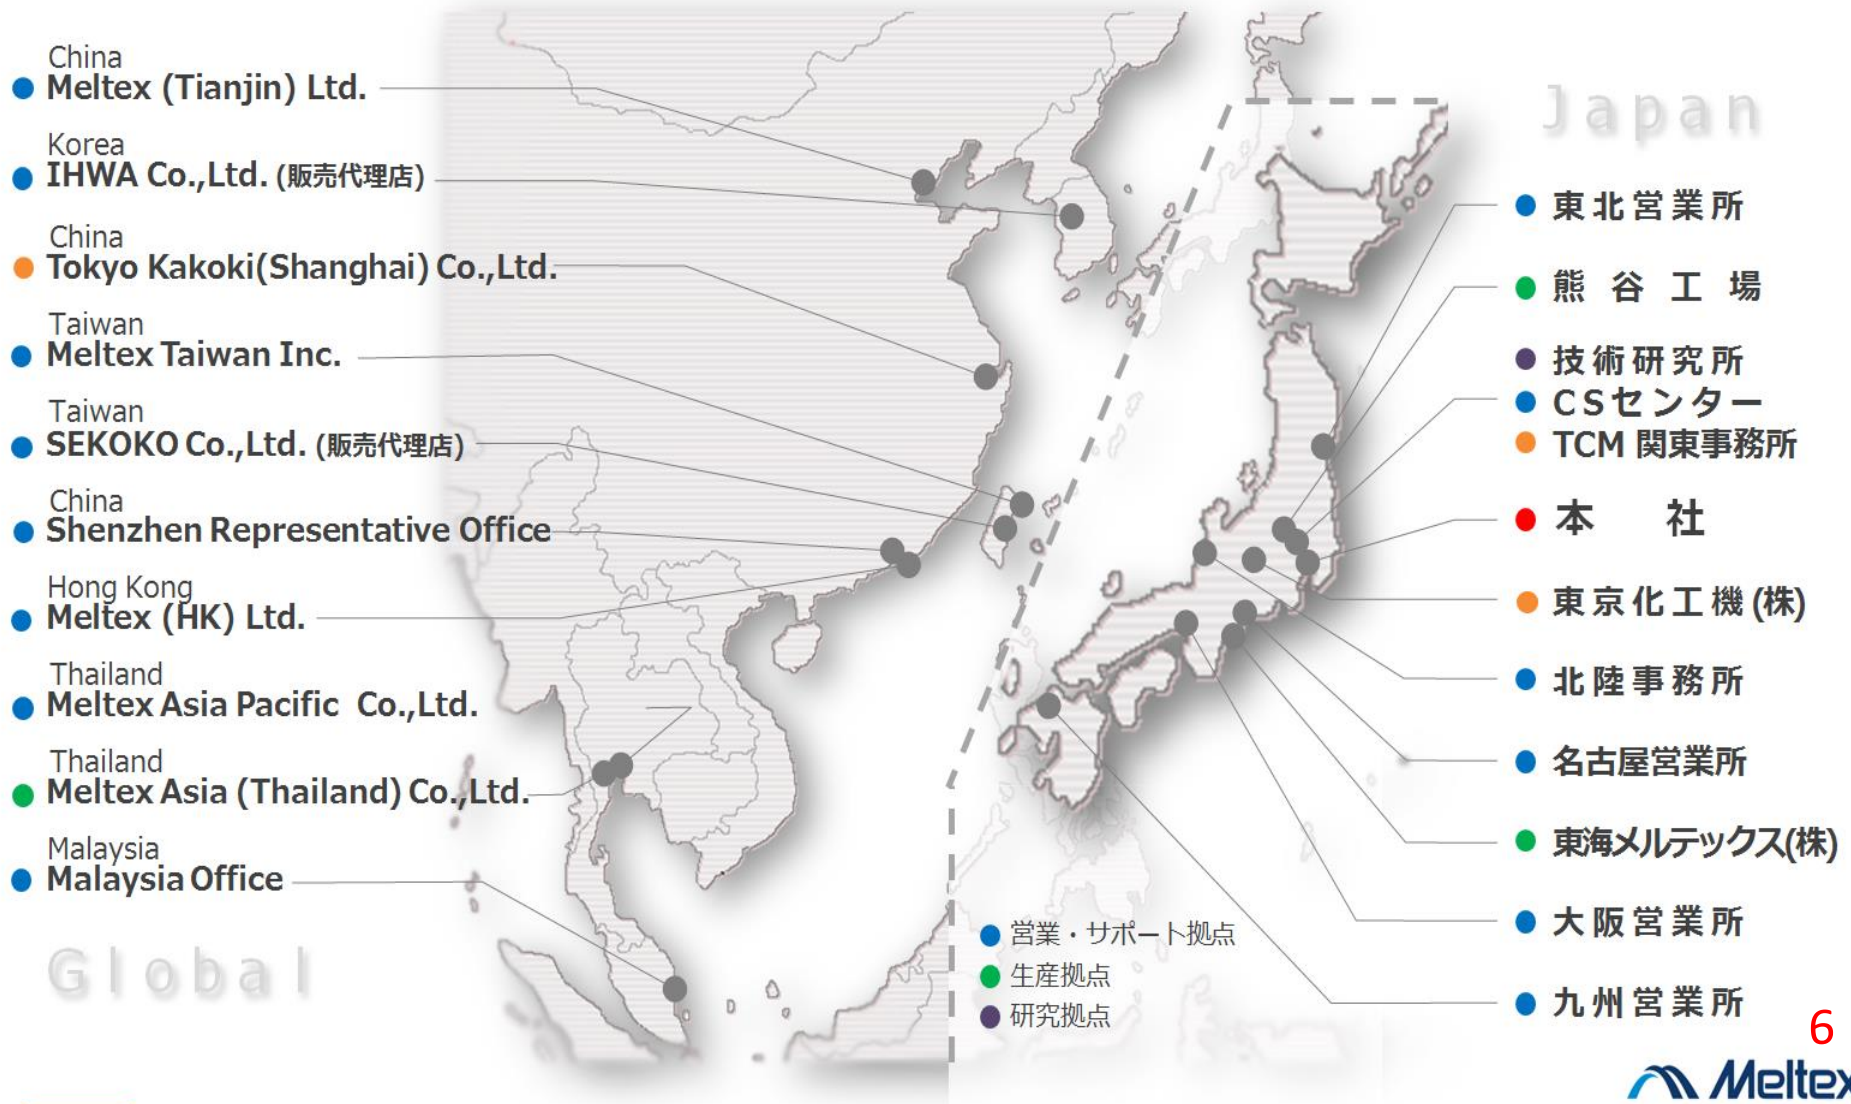 China
Meltex (Tianjin) Ltd.
Korea
IHWA Co.,Ltd. (販売代理店)
China
Tokyo Kakoki(Shanghai) Co.,Ltd.
Taiwan
Meltex Taiwan Inc.
Taiwan
SEKOKO Co.,Ltd. (販売代理店)
China
Shenzhen Representative Office
Hong Kong
Meltex (HK) Ltd.
Thailand
Meltex Asia Pacific Co.,Ltd.
Thailand
Meltex Asia (Thailand) Co.,Ltd.
Malaysia
Malaysia Office
Global
営業・サポート拠点
生産拠点
研究拠点
Japan
東北営業所
熊谷工場
技術研究所
CSセンター
TCM 関東事務所
本社
東京化工機(株)
北陸事務所
名古屋営業所
東海メルテックス(株)
大阪営業所
九州営業所
6
Meltex